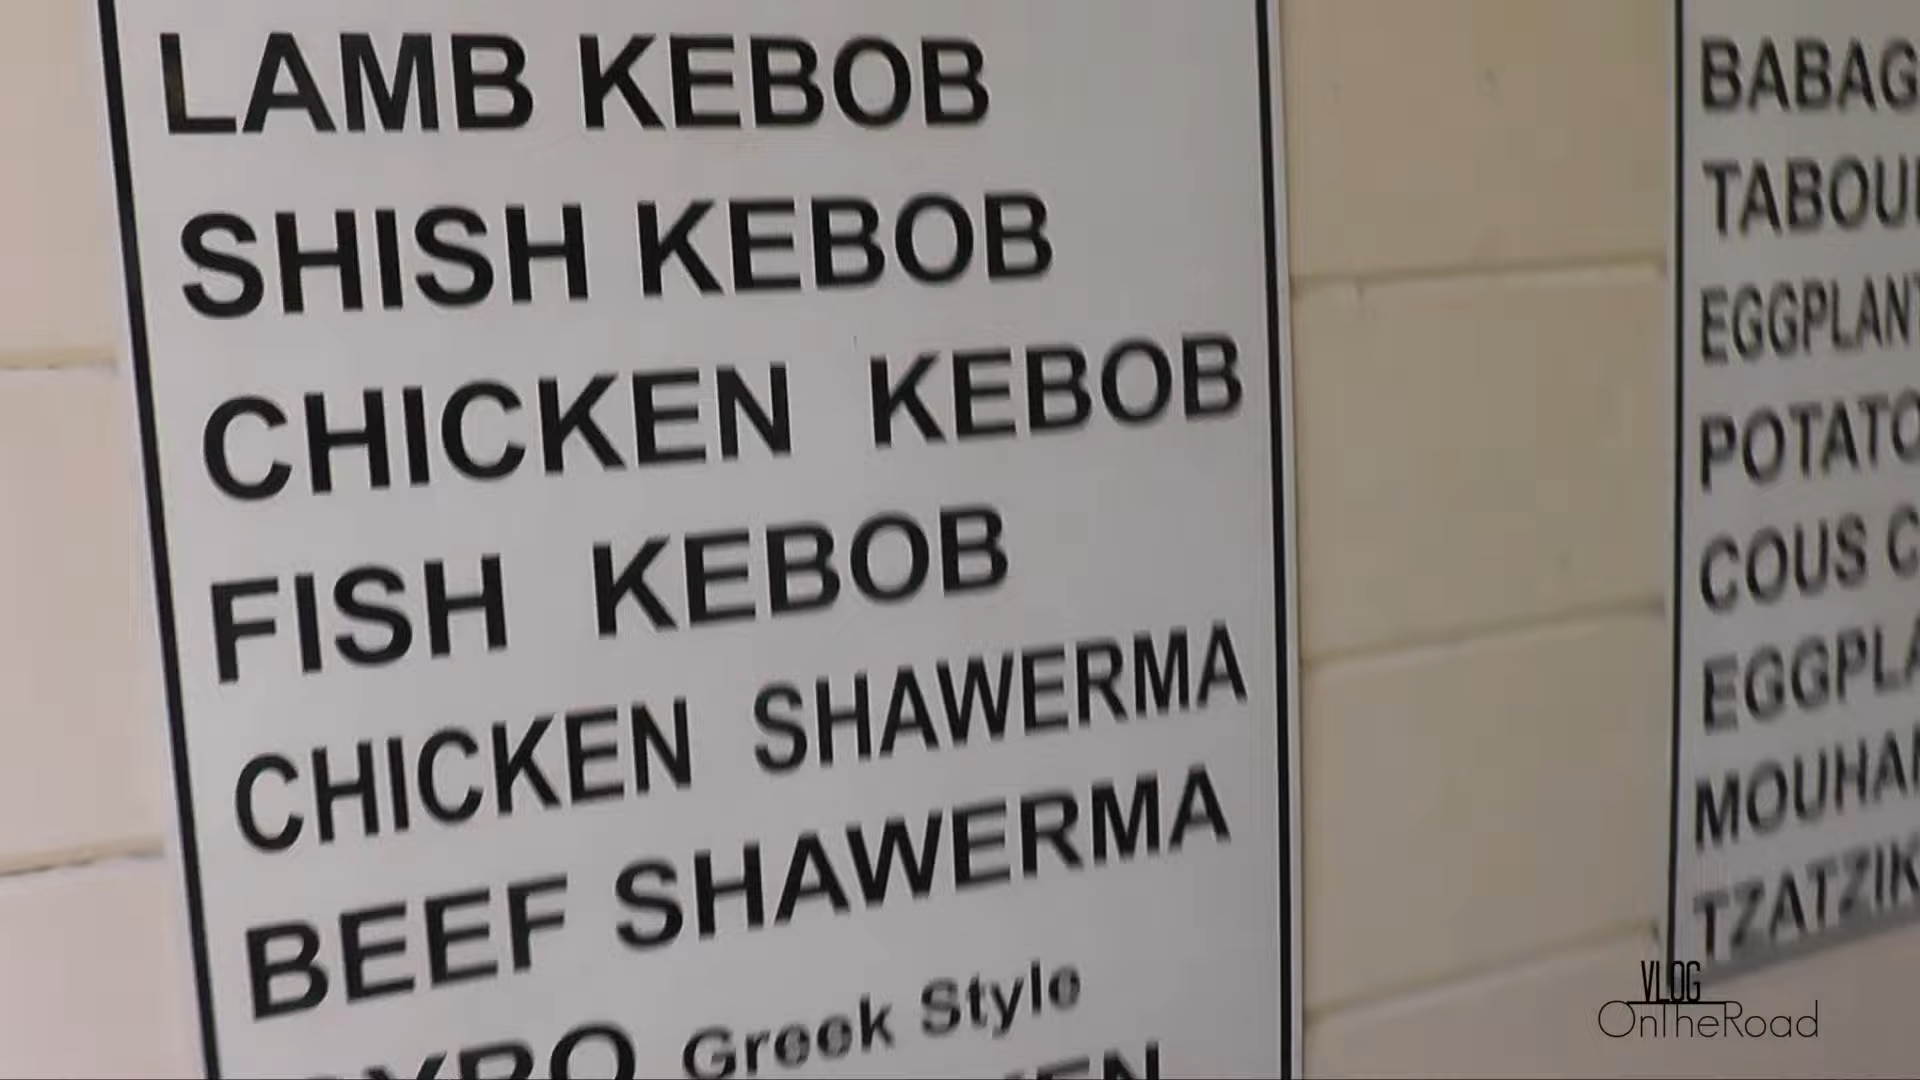 LAMB KEBOB
SHISH KEBOB
CHICKEN KEBOB
FISH KEBOB
CHICKEN SHAWERMA
BEEF SHAWERMA
Greek Style
BABAG
TABOU
EGGPLANT
POTATO
COUS C
EGGPLA
MOUHA
TZATZIK
VLOG
OnTheRoad